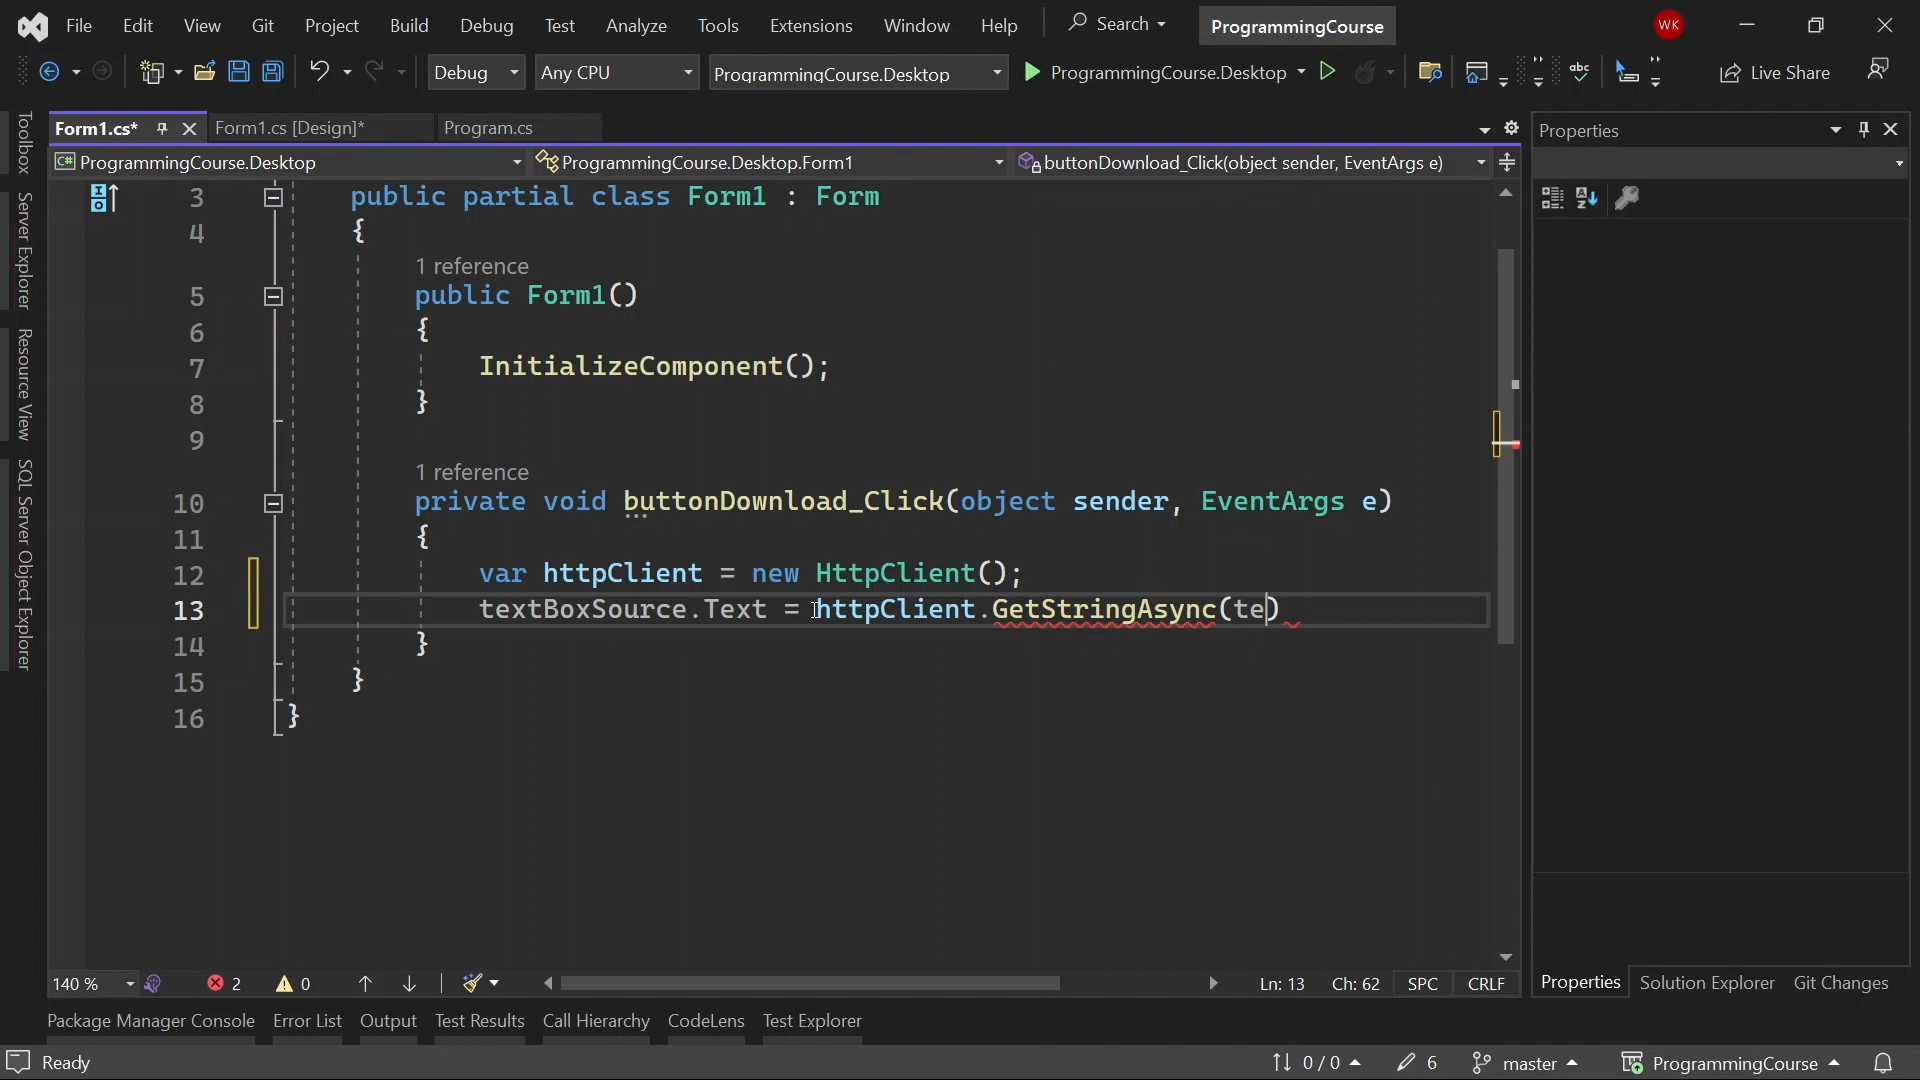 File Edit View Git Project Build Debug Test Analyze Tools Extensions Window Help Search ProgrammingCourse WK
Debug Any CPU ProgrammingCourse.Desktop ProgrammingCourse.Desktop abc Live Share
Form1.cs* Form1.cs [Design]* Program.cs
Properties
C# ProgrammingCourse.Desktop ProgrammingCourse.Desktop.Form1 buttonDownload_Click(object sender, EventArgs e)
Toolbox
Server Explorer
Resource View
SQL Server Object Explorer
3 public partial class Form1 : Form
4 {
1 reference
5 public Form1()
6 {
7 InitializeComponent();
8 }
9
1 reference
10 private void buttonDownload_Click(object sender, EventArgs e)
11 {
12 var httpClient = new HttpClient();
13 textBoxSource.Text = httpClient.GetStringAsync(te)
14 }
15 }
16 }
140 % 2 0 Ln: 13 Ch: 62 SPC CRLF
Properties Solution Explorer Git Changes
Package Manager Console Error List Output Test Results Call Hierarchy CodeLens Test Explorer
Ready 0 / 0 6 master ProgrammingCourse